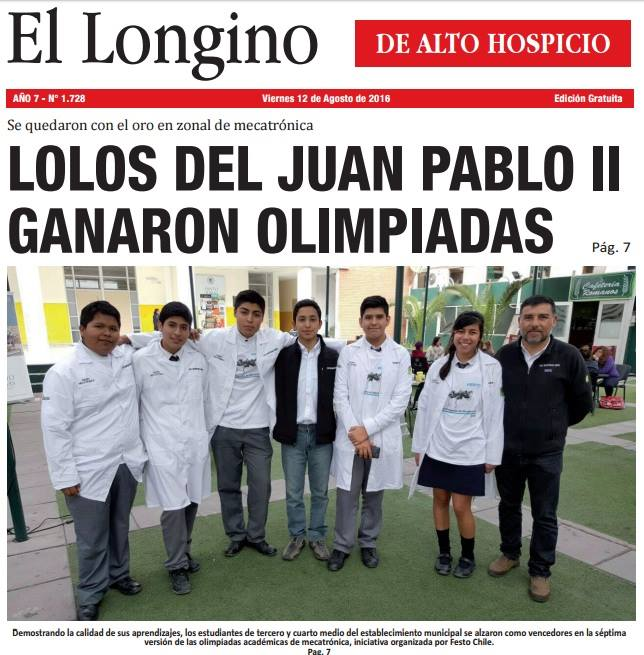 El Longino
DE ALTO HOSPICIO
AÑO 7 - N° 1.728
Viernes 12 de Agosto de 2016
Edición Gratuita
Se quedaron con el oro en zonal de mecatrónica
LOLOS DEL JUAN PABLO II
GANARON OLIMPIADAS
Pág. 7
Cafetería
Romanos
Demostrando la calidad de sus aprendizajes, los estudiantes de tercero y cuarto medio del establecimiento municipal se alzaron como vencedores en la séptima
versión de las olimpiadas académicas de mecatrónica, iniciativa organizada por Festo Chile.
Pag. 7